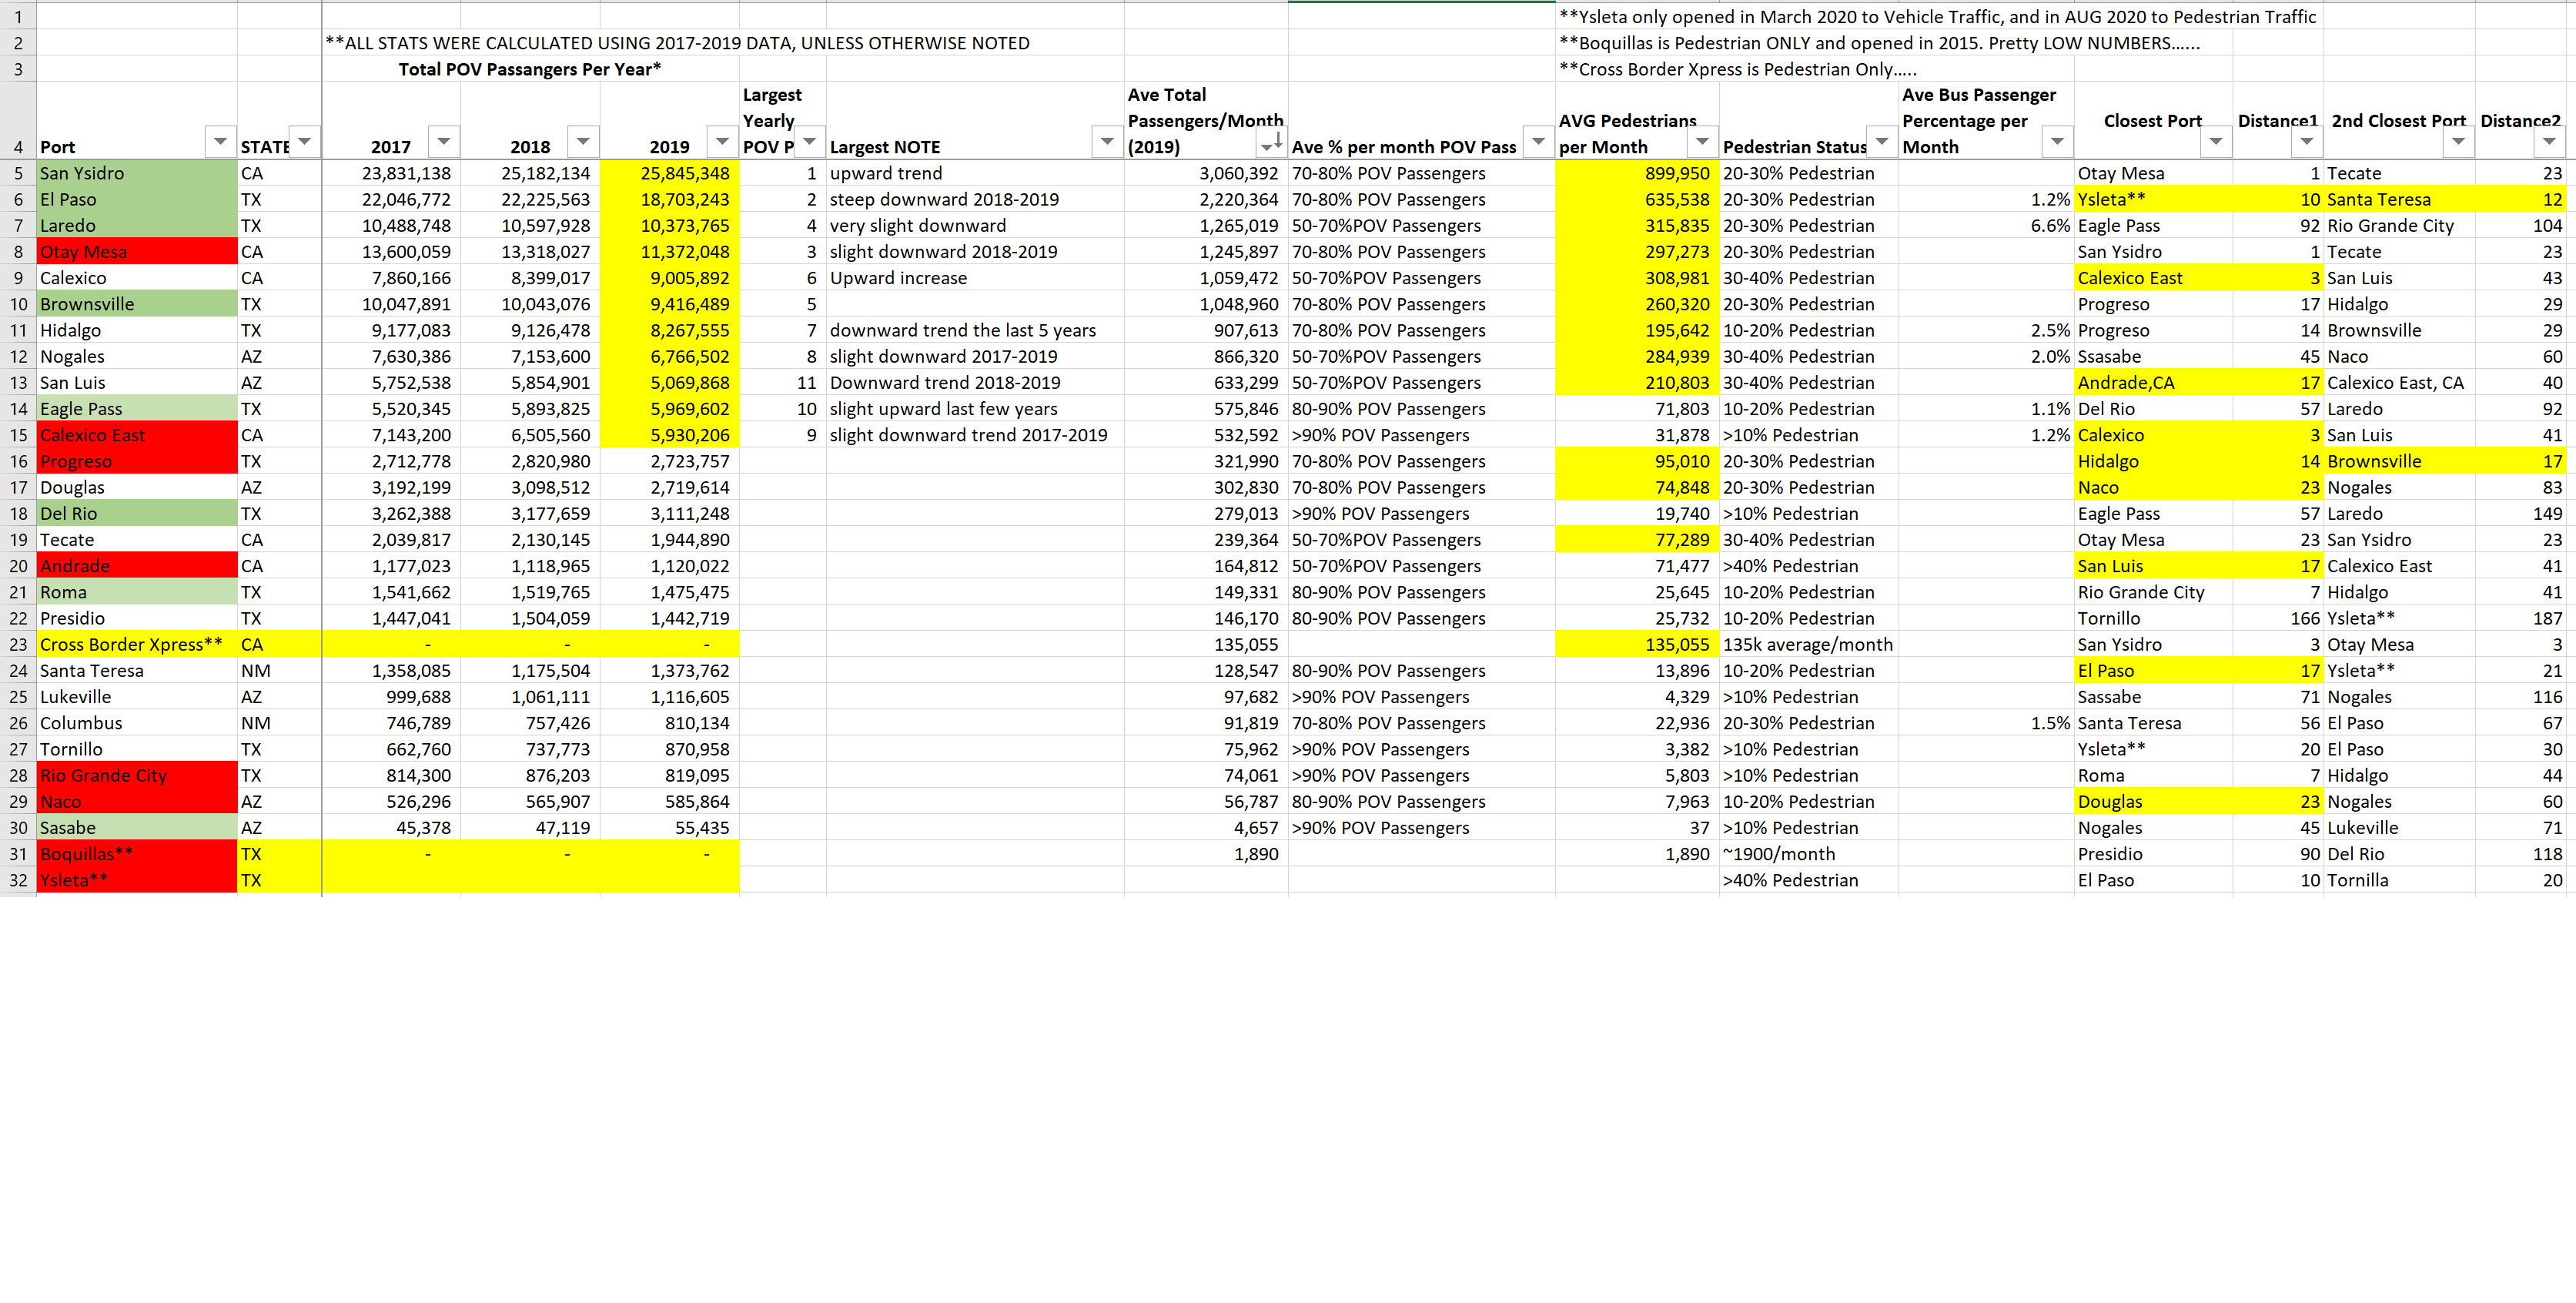 1 **Ysleta only opened in March 2020 to Vehicle Traffic, and in AUG 2020 to Pedestrian Traffic
2 **ALL STATS WERE CALCULATED USING 2017-2019 DATA, UNLESS OTHERWISE NOTED **Boquillas is Pedestrian ONLY and opened in 2015. Pretty LOW NUMBERS......
3 Total POV Passangers Per Year* **Cross Border Xpress is Pedestrian Only.....
Largest Ave Total Ave Bus Passenger
Yearly Passengers/Month AVG Pedestrians Percentage per Closest Port Distance1 2nd Closest Port Distance2
4 Port STATE 2017 2018 2019 POV P Largest NOTE (2019) Ave % per month POV Pass per Month Pedestrian Status Month
5 San Ysidro CA 23,831,138 25,182,134 25,845,348 1 upward trend 3,060,392 70-80% POV Passengers 899,950 20-30% Pedestrian Otay Mesa 1 Tecate 23
6 El Paso TX 22,046,772 22,225,563 18,703,243 2 steep downward 2018-2019 2,220,364 70-80% POV Passengers 635,538 20-30% Pedestrian 1.2% Ysleta** 10 Santa Teresa 12
7 Laredo TX 10,488,748 10,597,928 10,373,765 4 very slight downward 1,265,019 50-70%POV Passengers 315,835 20-30% Pedestrian 6.6% Eagle Pass 92 Rio Grande City 104
8 Otay Mesa CA 13,600,059 13,318,027 11,372,048 3 slight downward 2018-2019 1,245,897 70-80% POV Passengers 297,273 20-30% Pedestrian San Ysidro 1 Tecate 23
9 Calexico CA 7,860,166 8,399,017 9,005,892 6 Upward increase 1,059,472 50-70%POV Passengers 308,981 30-40% Pedestrian Calexico East 3 San Luis 43
10 Brownsville TX 10,047,891 10,043,076 9,416,489 5 1,048,960 70-80% POV Passengers 260,320 20-30% Pedestrian Progreso 17 Hidalgo 29
11 Hidalgo TX 9,177,083 9,126,478 8,267,555 7 downward trend the last 5 years 907,613 70-80% POV Passengers 195,642 10-20% Pedestrian 2.5% Progreso 14 Brownsville 29
12 Nogales AZ 7,630,386 7,153,600 6,766,502 8 slight downward 2017-2019 866,320 50-70%POV Passengers 284,939 30-40% Pedestrian 2.0% Ssasabe 45 Naco 60
13 San Luis AZ 5,752,538 5,854,901 5,069,868 11 Downward trend 2018-2019 633,299 50-70%POV Passengers 210,803 30-40% Pedestrian Andrade,CA 17 Calexico East, CA 40
14 Eagle Pass TX 5,520,345 5,893,825 5,969,602 10 slight upward last few years 575,846 80-90% POV Passengers 71,803 10-20% Pedestrian 1.1% Del Rio 57 Laredo 92
15 Calexico East CA 7,143,200 6,505,560 5,930,206 9 slight downward trend 2017-2019 532,592 >90% POV Passengers 31,878 >10% Pedestrian 1.2% Calexico 3 San Luis 41
16 Progreso TX 2,712,778 2,820,980 2,723,757 321,990 70-80% POV Passengers 95,010 20-30% Pedestrian Hidalgo 14 Brownsville 17
17 Douglas AZ 3,192,199 3,098,512 2,719,614 302,830 70-80% POV Passengers 74,848 20-30% Pedestrian Naco 23 Nogales 83
18 Del Rio TX 3,262,388 3,177,659 3,111,248 279,013 >90% POV Passengers 19,740 >10% Pedestrian Eagle Pass 57 Laredo 149
19 Tecate CA 2,039,817 2,130,145 1,944,890 239,364 50-70%POV Passengers 77,289 30-40% Pedestrian Otay Mesa 23 San Ysidro 23
20 Andrade CA 1,177,023 1,118,965 1,120,022 164,812 50-70%POV Passengers 71,477 >40% Pedestrian San Luis 17 Calexico East 41
21 Roma TX 1,541,662 1,519,765 1,475,475 149,331 80-90% POV Passengers 25,645 10-20% Pedestrian Rio Grande City 7 Hidalgo 41
22 Presidio TX 1,447,041 1,504,059 1,442,719 146,170 80-90% POV Passengers 25,732 10-20% Pedestrian Tornillo 166 Ysleta** 187
23 Cross Border Xpress** CA - - - 135,055 135,055 135k average/month San Ysidro 3 Otay Mesa 3
24 Santa Teresa NM 1,358,085 1,175,504 1,373,762 128,547 80-90% POV Passengers 13,896 10-20% Pedestrian El Paso 17 Ysleta** 21
25 Lukeville AZ 999,688 1,061,111 1,116,605 97,682 >90% POV Passengers 4,329 >10% Pedestrian Sassabe 71 Nogales 116
26 Columbus NM 746,789 757,426 810,134 91,819 70-80% POV Passengers 22,936 20-30% Pedestrian 1.5% Santa Teresa 56 El Paso 67
27 Tornillo TX 662,760 737,773 870,958 75,962 >90% POV Passengers 3,382 >10% Pedestrian Ysleta** 20 El Paso 30
28 Rio Grande City TX 814,300 876,203 819,095 74,061 >90% POV Passengers 5,803 >10% Pedestrian Roma 7 Hidalgo 44
29 Naco AZ 526,296 565,907 585,864 56,787 80-90% POV Passengers 7,963 10-20% Pedestrian Douglas 23 Nogales 60
30 Sasabe AZ 45,378 47,119 55,435 4,657 >90% POV Passengers 37 >10% Pedestrian Nogales 45 Lukeville 71
31 Boquillas** TX - - - 1,890 1,890 ~1900/month Presidio 90 Del Rio 118
32 Ysleta** TX >40% Pedestrian El Paso 10 Tornilla 20